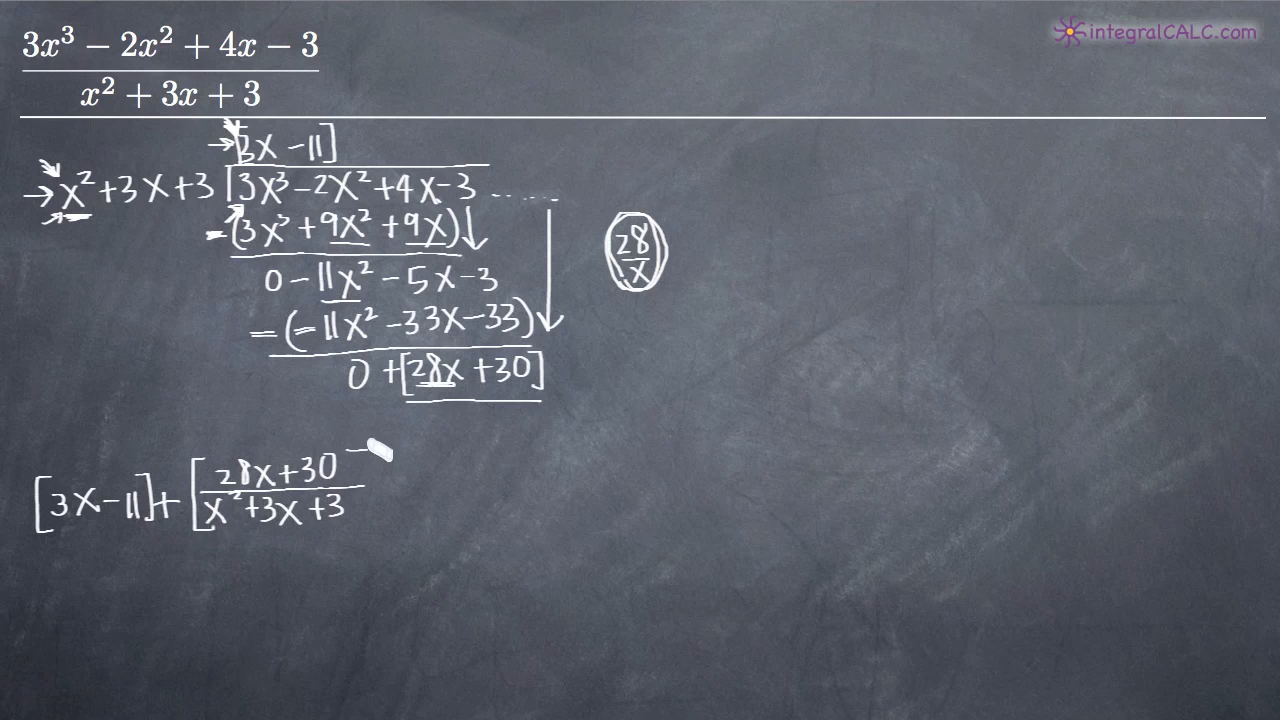 integralCALC.com
3x³ − 2x² + 4x − 3
x² + 3x + 3
[3x − 11]
x² + 3x + 3 3x³ − 2x² + 4x − 3 ......
−(3x³ + 9x² + 9x)
0 − 11x² − 5x − 3
−(−11x² − 33x − 33)
0 + [28x + 30]
28
x
[3x − 11] + [28x + 30
x² + 3x + 3